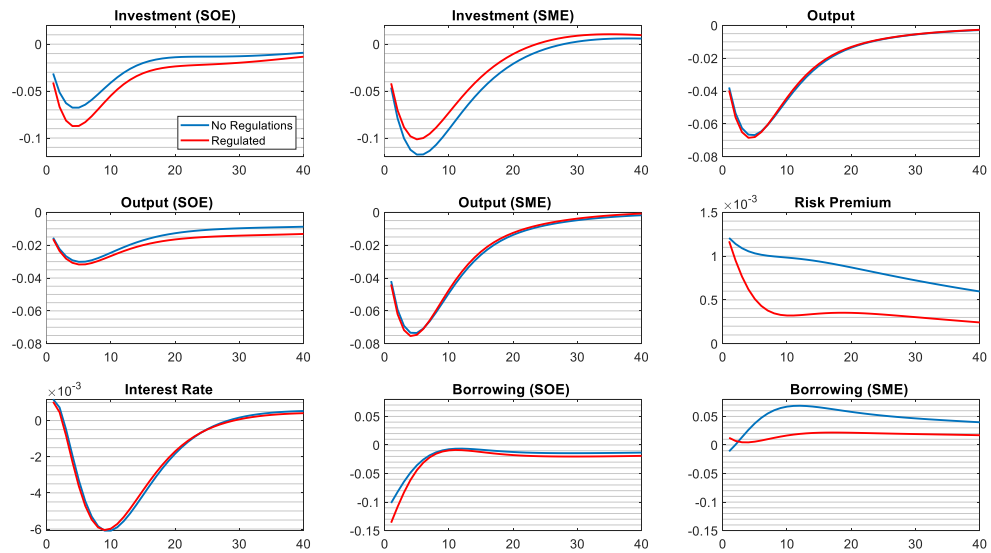 Investment (SOE)
Investment (SME)
Output
0
-0.05
-0.1
0 10 20 30 40
No Regulations
Regulated
0
-0.05
-0.1
0 10 20 30 40
0
-0.02
-0.04
-0.06
-0.08
0 10 20 30 40
Output (SOE)
Output (SME)
Risk Premium
0
-0.02
-0.04
-0.06
-0.08
0 10 20 30 40
0
-0.02
-0.04
-0.06
-0.08
0 10 20 30 40
×10⁻³
1.5
1
0.5
0
0 10 20 30 40
Interest Rate
Borrowing (SOE)
Borrowing (SME)
×10⁻³
0
-2
-4
-6
0 10 20 30 40
0.05
0
-0.05
-0.1
-0.15
0 10 20 30 40
0.05
0
-0.05
-0.1
-0.15
0 10 20 30 40